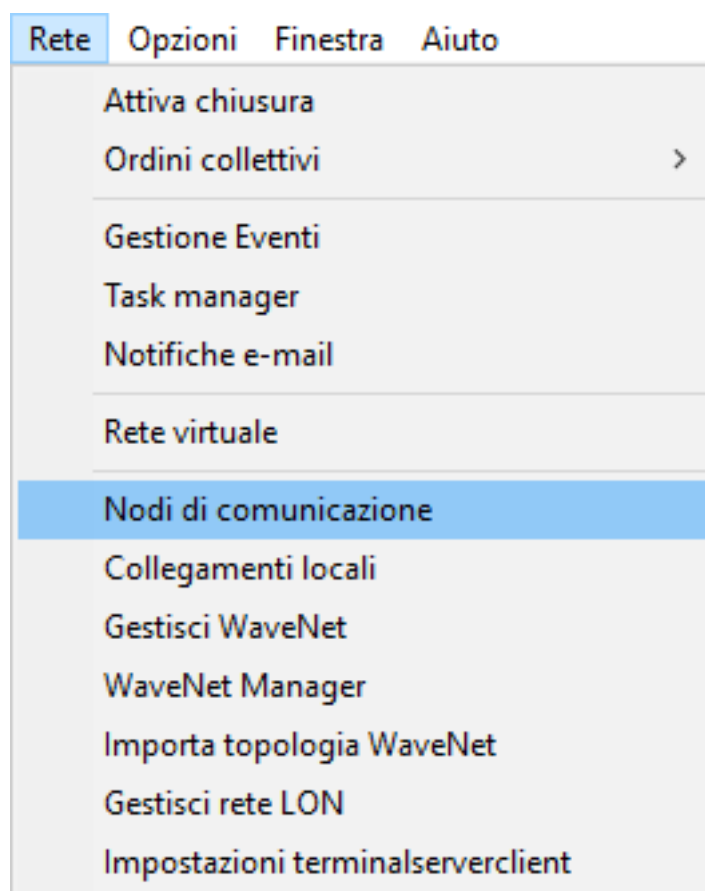 Rete Opzioni Finestra Aiuto
Attiva chiusura
Ordini collettivi >
Gestione Eventi
Task manager
Notifiche e-mail
Rete virtuale
Nodi di comunicazione
Collegamenti locali
Gestisci WaveNet
WaveNet Manager
Importa topologia WaveNet
Gestisci rete LON
Impostazioni terminalserverclient